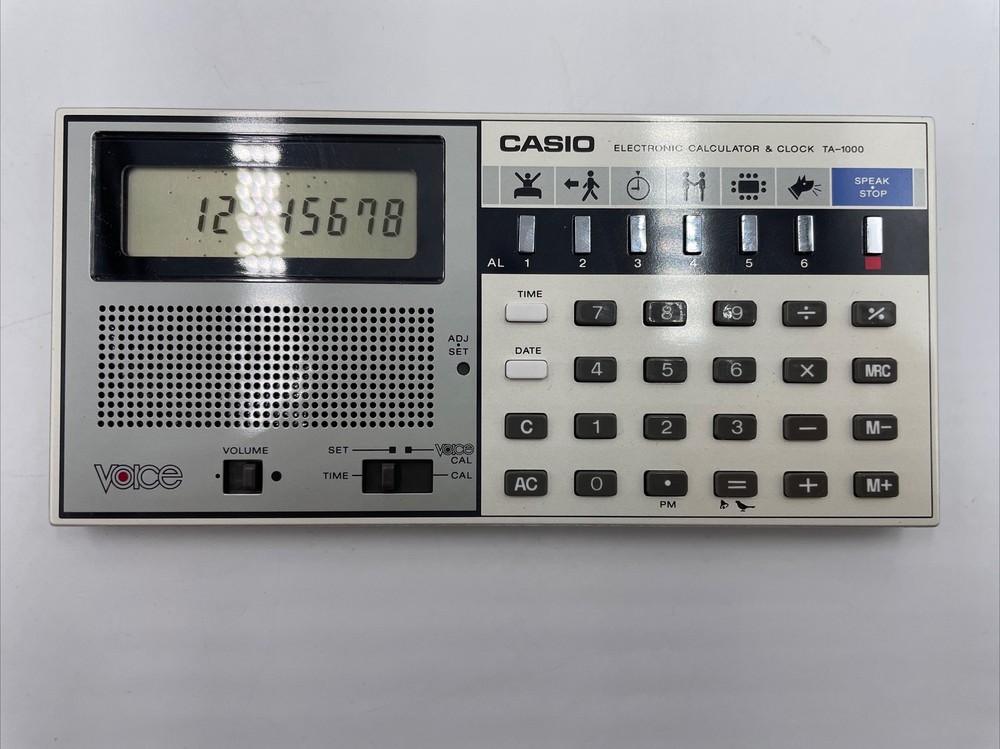 CASIO ELECTRONIC CALCULATOR & CLOCK TA-1000
SPEAK
STOP
12 5678
AL 1 2 3 4 5 6
TIME
7 8 9 ÷ %
ADJ
SET
DATE
4 5 6 × MRC
C 1 2 3 − M−
VOLUME
SET VOICE
CAL
TIME CAL
VOICE
AC 0 • = + M+
PM